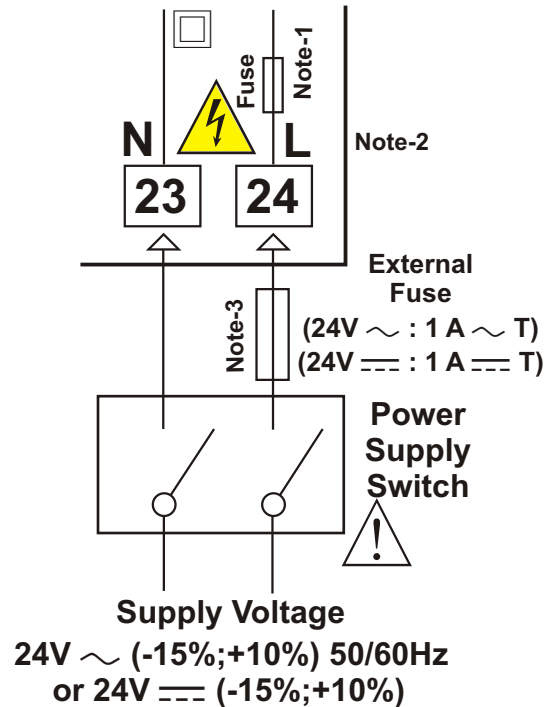 Fuse
Note-1
N
L
Note-2
23
24
External
Fuse
Note-3
(24V ~ : 1 A ~ T)
(24V ⎓ : 1 A ⎓ T)
Power
Supply
Switch
!
Supply Voltage
24V ~ (-15%;+10%) 50/60Hz
or 24V ⎓ (-15%;+10%)